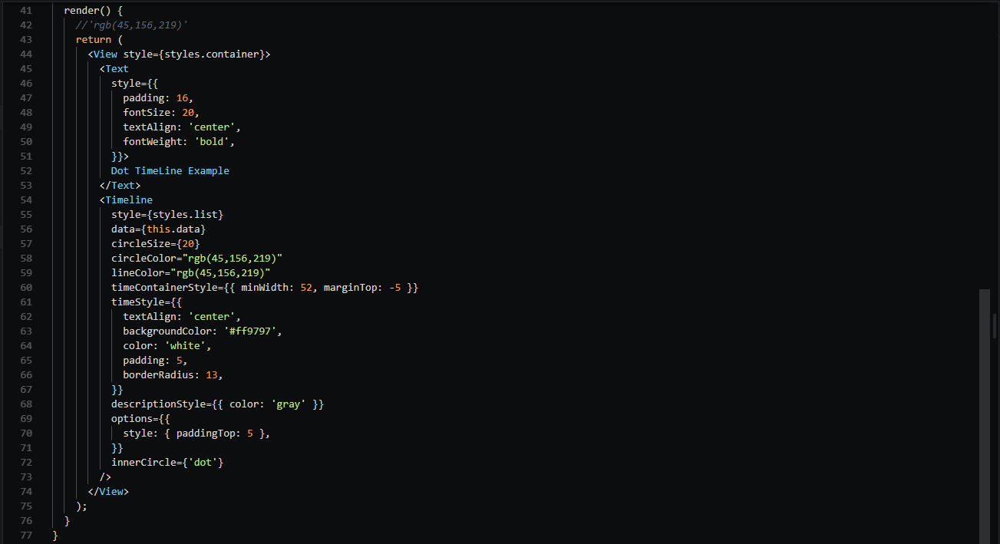 41 render() {
42 //'rgb(45,156,219)'
43 return (
44 <View style={styles.container}>
45 <Text
46 style={{
47 padding: 16,
48 fontSize: 20,
49 textAlign: 'center',
50 fontWeight: 'bold',
51 }}>
52 Dot TimeLine Example
53 </Text>
54 <Timeline
55 style={styles.list}
56 data={this.data}
57 circleSize={20}
58 circleColor="rgb(45,156,219)"
59 lineColor="rgb(45,156,219)"
60 timeContainerStyle={{ minWidth: 52, marginTop: -5 }}
61 timeStyle={{
62 textAlign: 'center',
63 backgroundColor: '#ff9797',
64 color: 'white',
65 padding: 5,
66 borderRadius: 13,
67 }}
68 descriptionStyle={{ color: 'gray' }}
69 options={{
70 style: { paddingTop: 5 },
71 }}
72 innerCircle={'dot'}
73 />
74 </View>
75 );
76 }
77 }